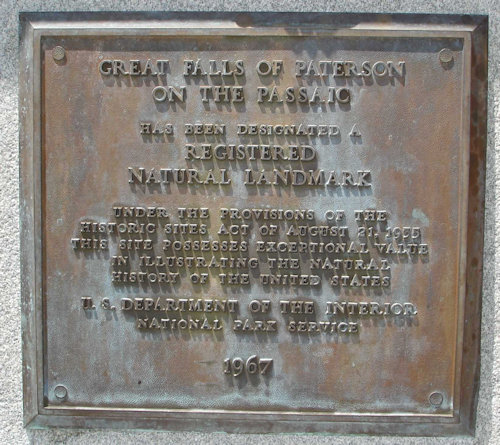 GREAT FALLS OF PATERSON
ON THE PASSAIC
HAS BEEN DESIGNATED A
REGISTERED
NATURAL LANDMARK
UNDER THE PROVISIONS OF THE
HISTORIC SITES ACT OF AUGUST 21, 1935
THIS SITE POSSESSES EXCEPTIONAL VALUE
IN ILLUSTRATING THE NATURAL
HISTORY OF THE UNITED STATES
U. S. DEPARTMENT OF THE INTERIOR
NATIONAL PARK SERVICE
1967